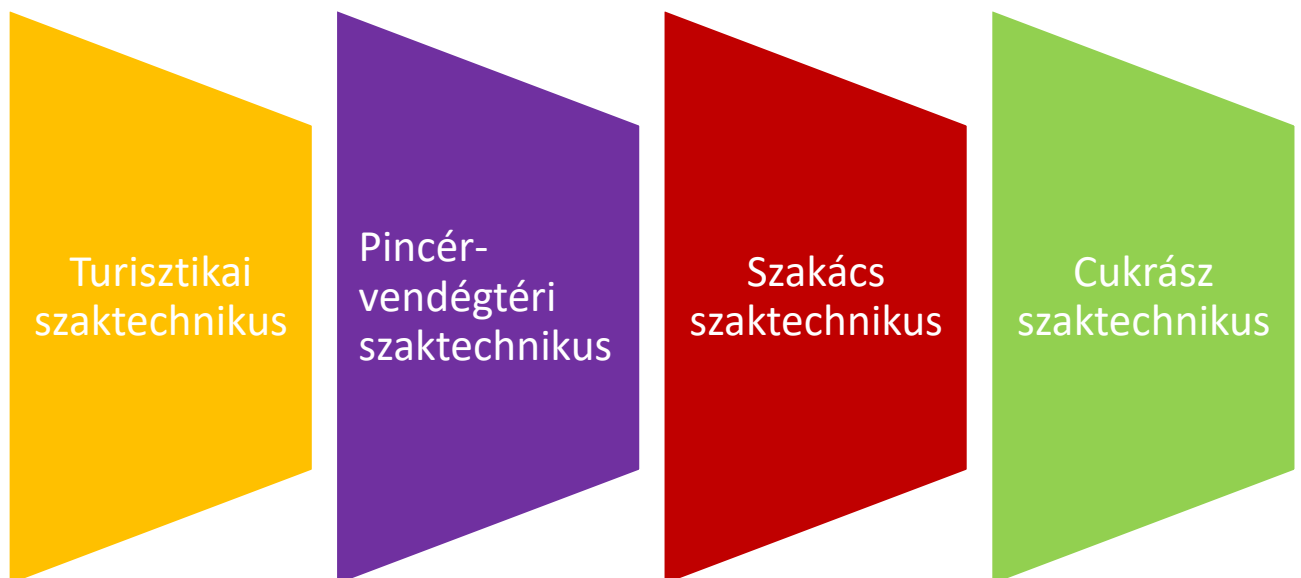 Turisztikai
szaktechnikus
Pincér-
vendégtéri
szaktechnikus
Szakács
szaktechnikus
Cukrász
szaktechnikus